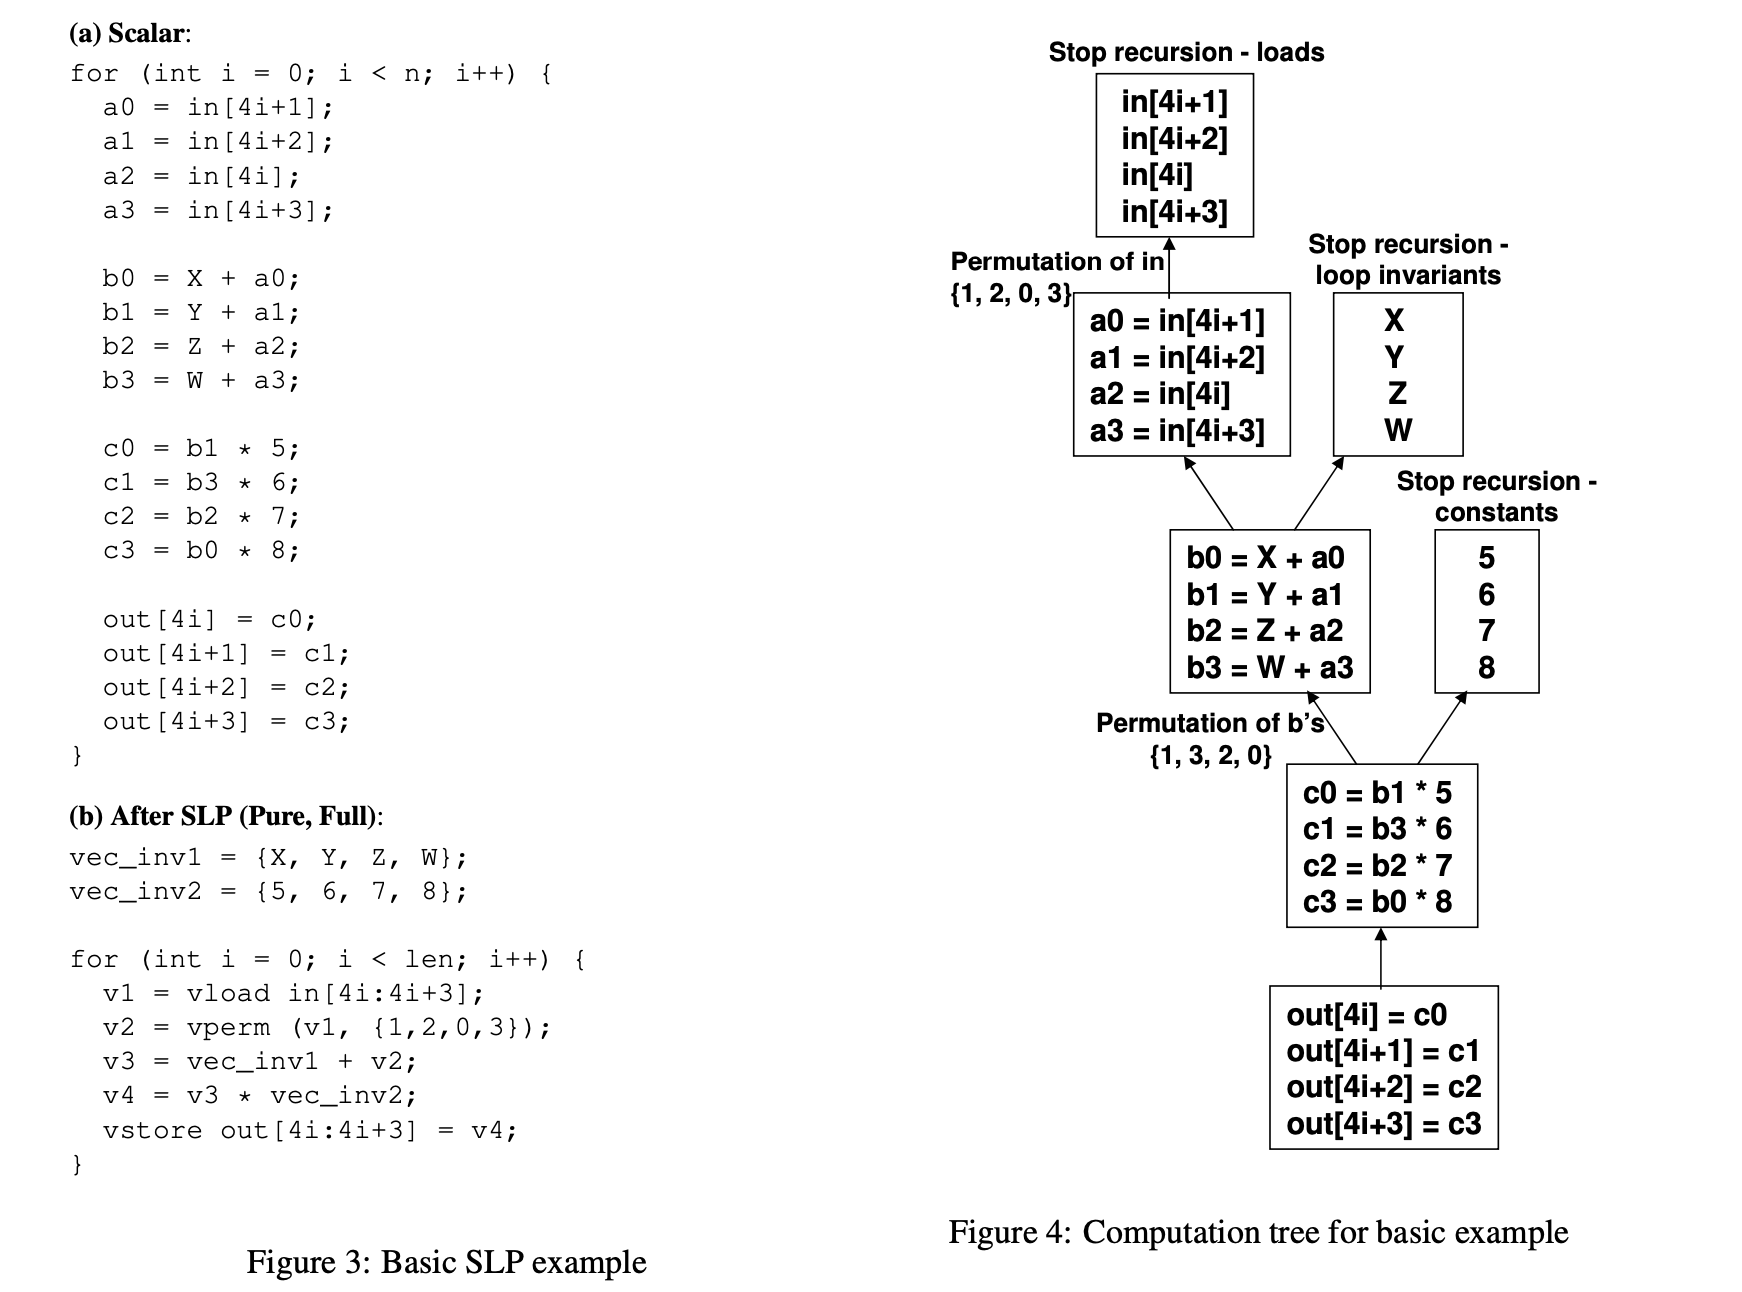 (a) Scalar:
for (int i = 0; i < n; i++) {
a0 = in[4i+1];
a1 = in[4i+2];
a2 = in[4i];
a3 = in[4i+3];
b0 = X + a0;
b1 = Y + a1;
b2 = Z + a2;
b3 = W + a3;
c0 = b1 * 5;
c1 = b3 * 6;
c2 = b2 * 7;
c3 = b0 * 8;
out[4i] = c0;
out[4i+1] = c1;
out[4i+2] = c2;
out[4i+3] = c3;
}
(b) After SLP (Pure, Full):
vec_inv1 = {X, Y, Z, W};
vec_inv2 = {5, 6, 7, 8};
for (int i = 0; i < len; i++) {
v1 = vload in[4i:4i+3];
v2 = vperm (v1, {1,2,0,3});
v3 = vec_inv1 + v2;
v4 = v3 * vec_inv2;
vstore out[4i:4i+3] = v4;
}
Figure 3: Basic SLP example
Stop recursion - loads
in[4i+1]
in[4i+2]
in[4i]
in[4i+3]
Permutation of in
{1, 2, 0, 3}
a0 = in[4i+1]
a1 = in[4i+2]
a2 = in[4i]
a3 = in[4i+3]
Stop recursion -
loop invariants
X
Y
Z
W
Stop recursion -
constants
5
6
7
8
b0 = X + a0
b1 = Y + a1
b2 = Z + a2
b3 = W + a3
Permutation of b's
{1, 3, 2, 0}
c0 = b1 * 5
c1 = b3 * 6
c2 = b2 * 7
c3 = b0 * 8
out[4i] = c0
out[4i+1] = c1
out[4i+2] = c2
out[4i+3] = c3
Figure 4: Computation tree for basic example